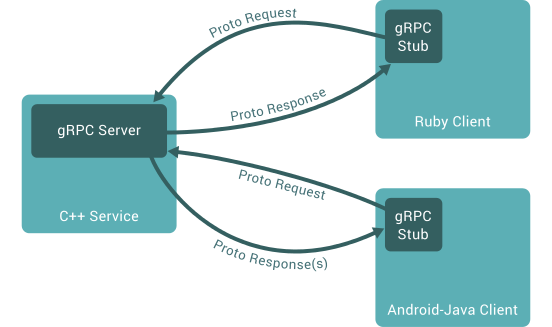 Proto Request
gRPC
Stub
Ruby Client
Proto Response
gRPC Server
C++ Service
Proto Request
gRPC
Stub
Proto Response(s)
Android-Java Client